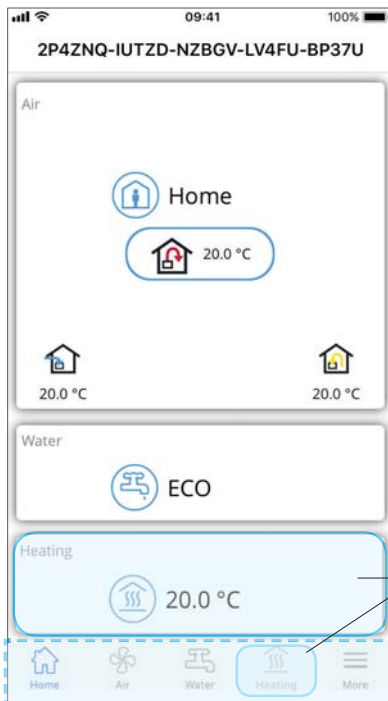 09:41
100%
2P4ZNQ-IUTZD-NZBGV-LV4FU-BP37U
Air
Home
20.0 °C
20.0 °C
20.0 °C
Water
ECO
Heating
20.0 °C
Home
Air
Water
Heating
More